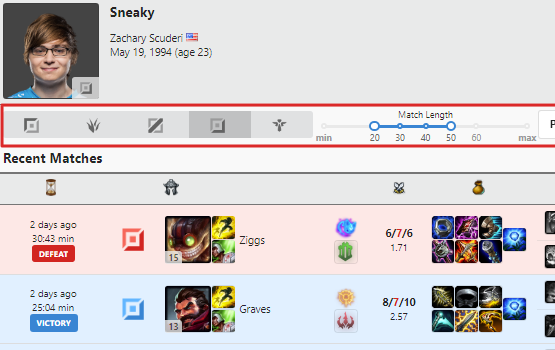 Sneaky
Zachary Scuderi
May 19, 1994 (age 23)
Match Length
min 20 30 40 50 60 max
P
Recent Matches
2 days ago
30:43 min
DEFEAT
15
Ziggs
6/7/6
1.71
2 days ago
25:04 min
VICTORY
13
Graves
8/7/10
2.57